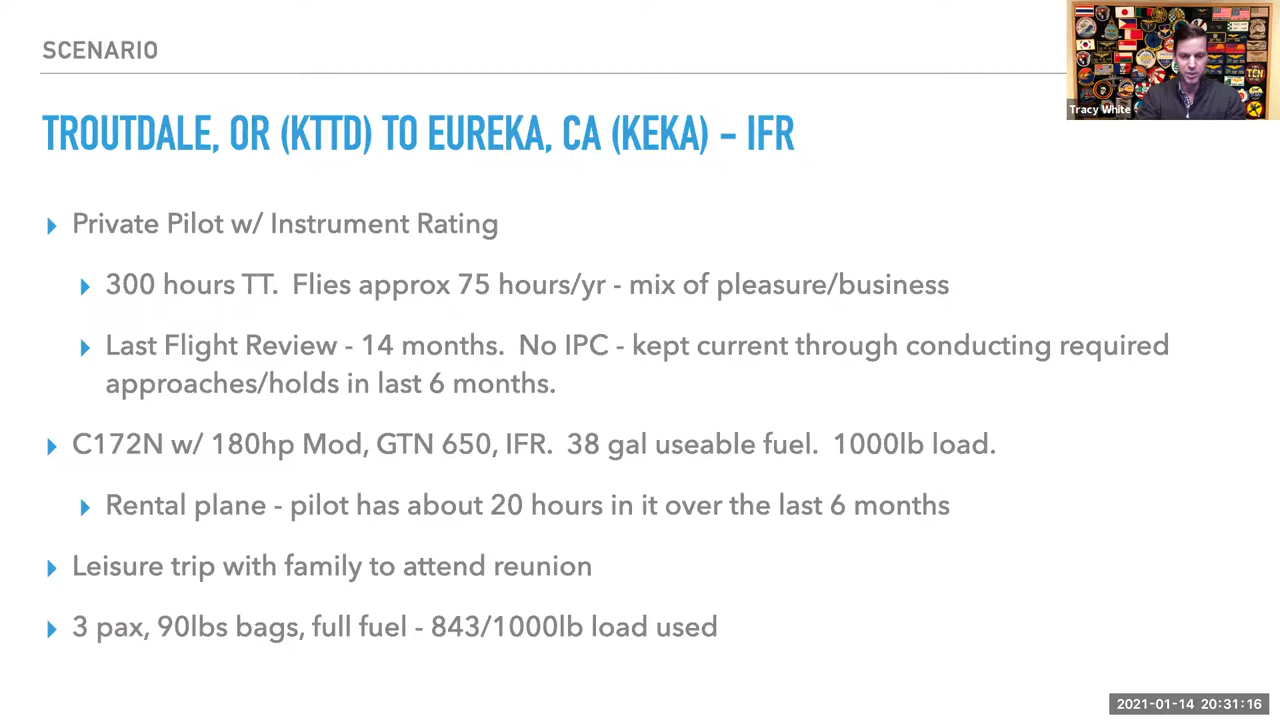 SCENARIO
Tracy White
TROUTDALE, OR (KTTD) TO EUREKA, CA (KEKA) – IFR
Private Pilot w/ Instrument Rating
300 hours TT.  Flies approx 75 hours/yr - mix of pleasure/business
Last Flight Review - 14 months.  No IPC - kept current through conducting required
approaches/holds in last 6 months.
C172N w/ 180hp Mod, GTN 650, IFR.  38 gal useable fuel.  1000lb load.
Rental plane - pilot has about 20 hours in it over the last 6 months
Leisure trip with family to attend reunion
3 pax, 90lbs bags, full fuel - 843/1000lb load used
2021-01-14 20:31:16